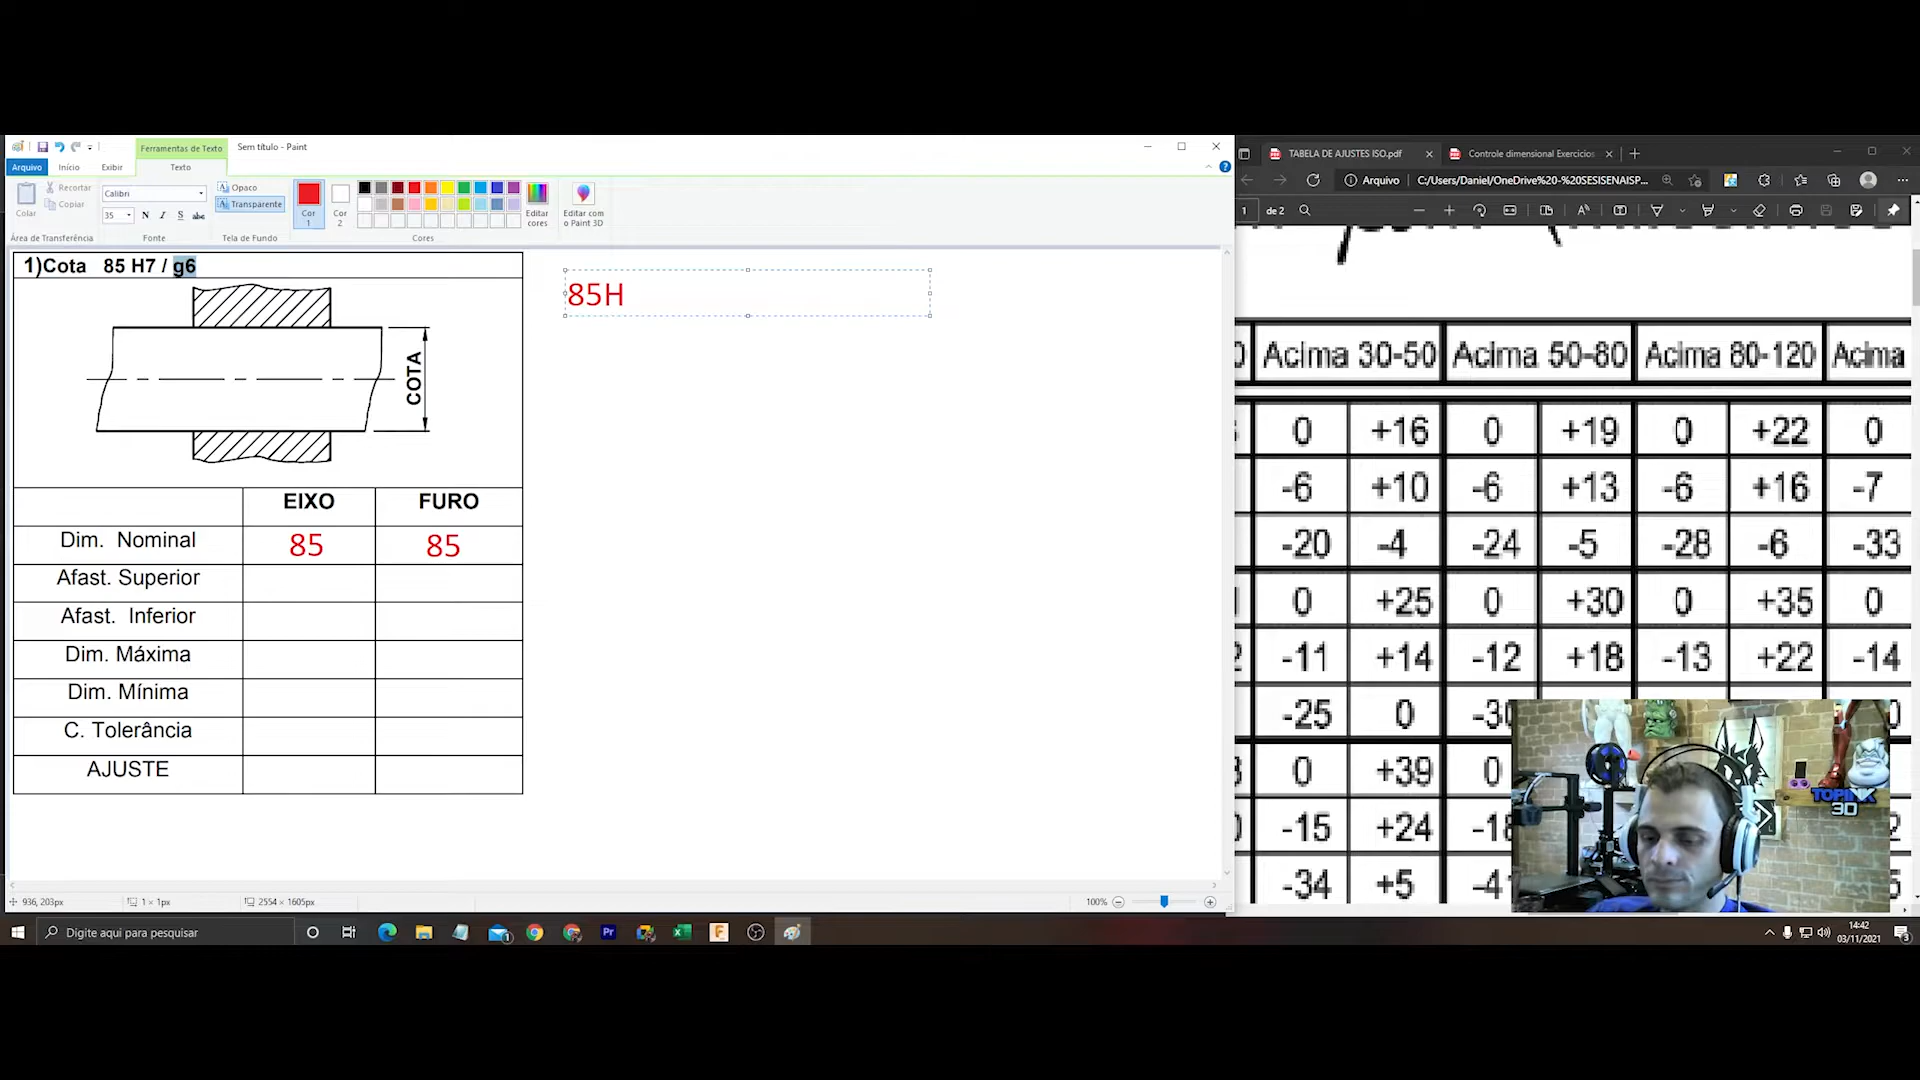 Ferramentas de Texto
Sem título - Paint
Arquivo
Início
Exibir
Texto
Colar
Recortar
Copiar
Calibri
35
N
I
S
abc
Opaco
Transparente
Cor
1
Cor
2
Editar
cores
Editar com
o Paint 3D
Área de Transferência
Fonte
Tela de Fundo
Cores
1)Cota 85 H7 / g6
COTA
EIXO FURO
Dim. Nominal 85 85
Afast. Superior
Afast. Inferior
Dim. Máxima
Dim. Mínima
C. Tolerância
AJUSTE
85H
936, 203px
1 × 1px
2554 × 1605px
100%
TABELA DE AJUSTES ISO.pdf
Controle dimensional Exercicios
Arquivo
C:/Users/Daniel/OneDrive%20-%20SESISENAISP...
1
de 2
0 Acima 30-50 Acima 50-80 Acima 80-120 Acima
0 +16 0 +19 0 +22 0
-6 +10 -6 +13 -6 +16 -7
-20 -4 -24 -5 -28 -6 -33
0 +25 0 +30 0 +35 0
-11 +14 -12 +18 -13 +22 -14
-25 0
0 +39 0
-15 +24
-34 +5
TOPINK
3D
Digite aqui para pesquisar
Pr
14:42
03/11/2021
3